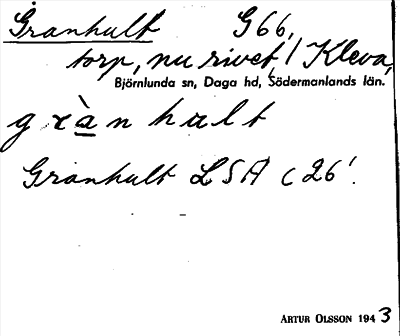 Granhult G66,
torp, nu rivet, / Kleva,
Björnlunda sn, Daga hd, Södermanlands län.
grànhult
Granhult LSA c 26'.
ARTUR OLSSON 1943